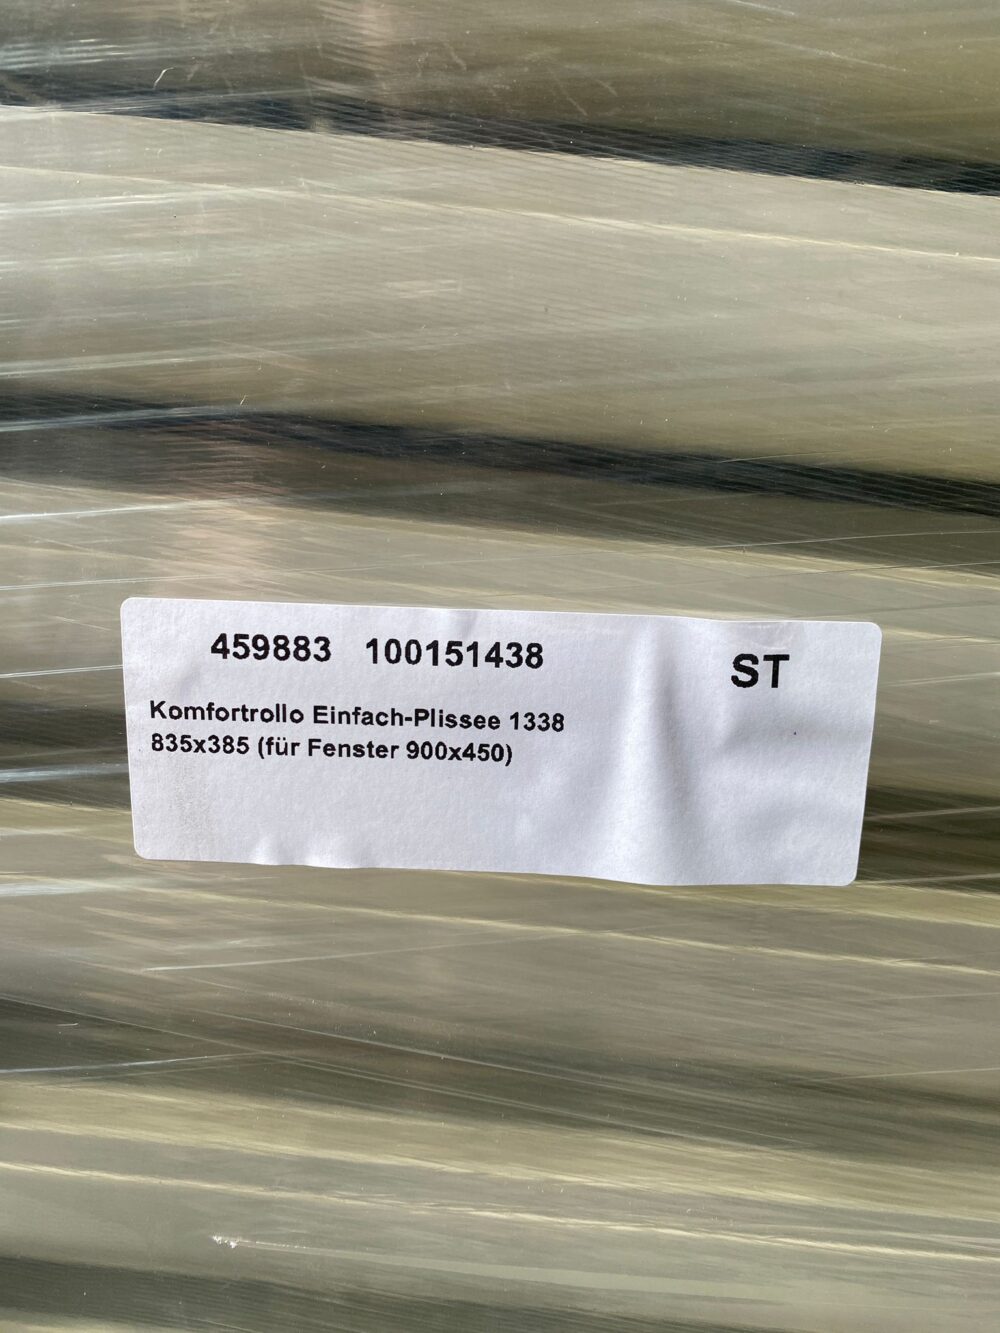 459883 100151438 ST
Komfortrollo Einfach-Plissee 1338
835x385 (für Fenster 900x450)